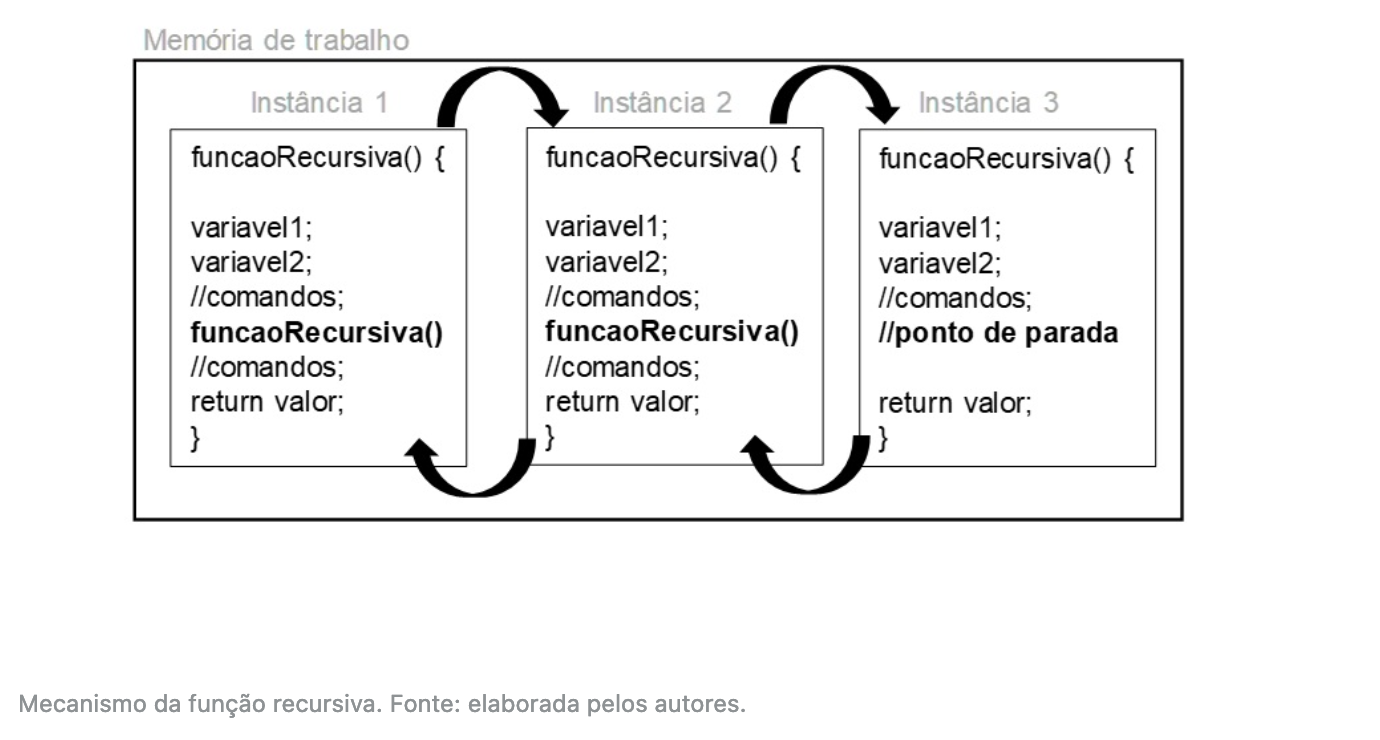 Memória de trabalho
Instância 1
funcaoRecursiva() {
variavel1;
variavel2;
//comandos;
funcaoRecursiva()
//comandos;
return valor;
}
Instância 2
funcaoRecursiva() {
variavel1;
variavel2;
//comandos;
funcaoRecursiva()
//comandos;
return valor;
}
Instância 3
funcaoRecursiva() {
variavel1;
variavel2;
//comandos;
//ponto de parada
return valor;
}
Mecanismo da função recursiva. Fonte: elaborada pelos autores.